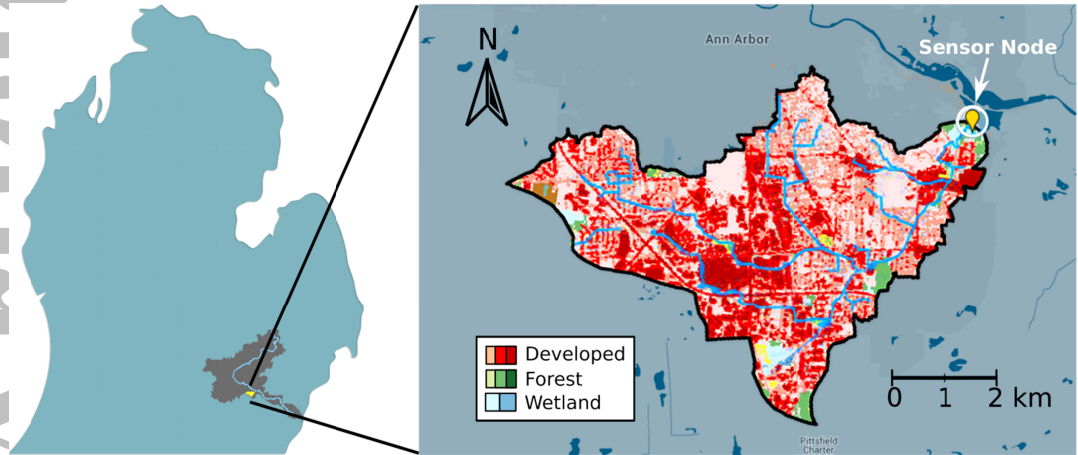 Ann Arbor
Sensor Node
N
Developed
Forest
Wetland
0 1 2 km
Pittsfield
Charter